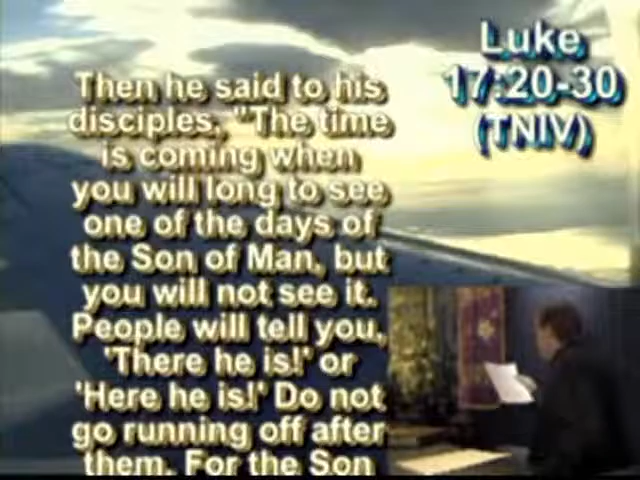 Luke
17:20-30
(TNIV)
Then he said to his
disciples, "The time
is coming when
you will long to see
one of the days of
the Son of Man, but
you will not see it.
People will tell you,
'There he is!' or
'Here he is!' Do not
go running off after
them. For the Son